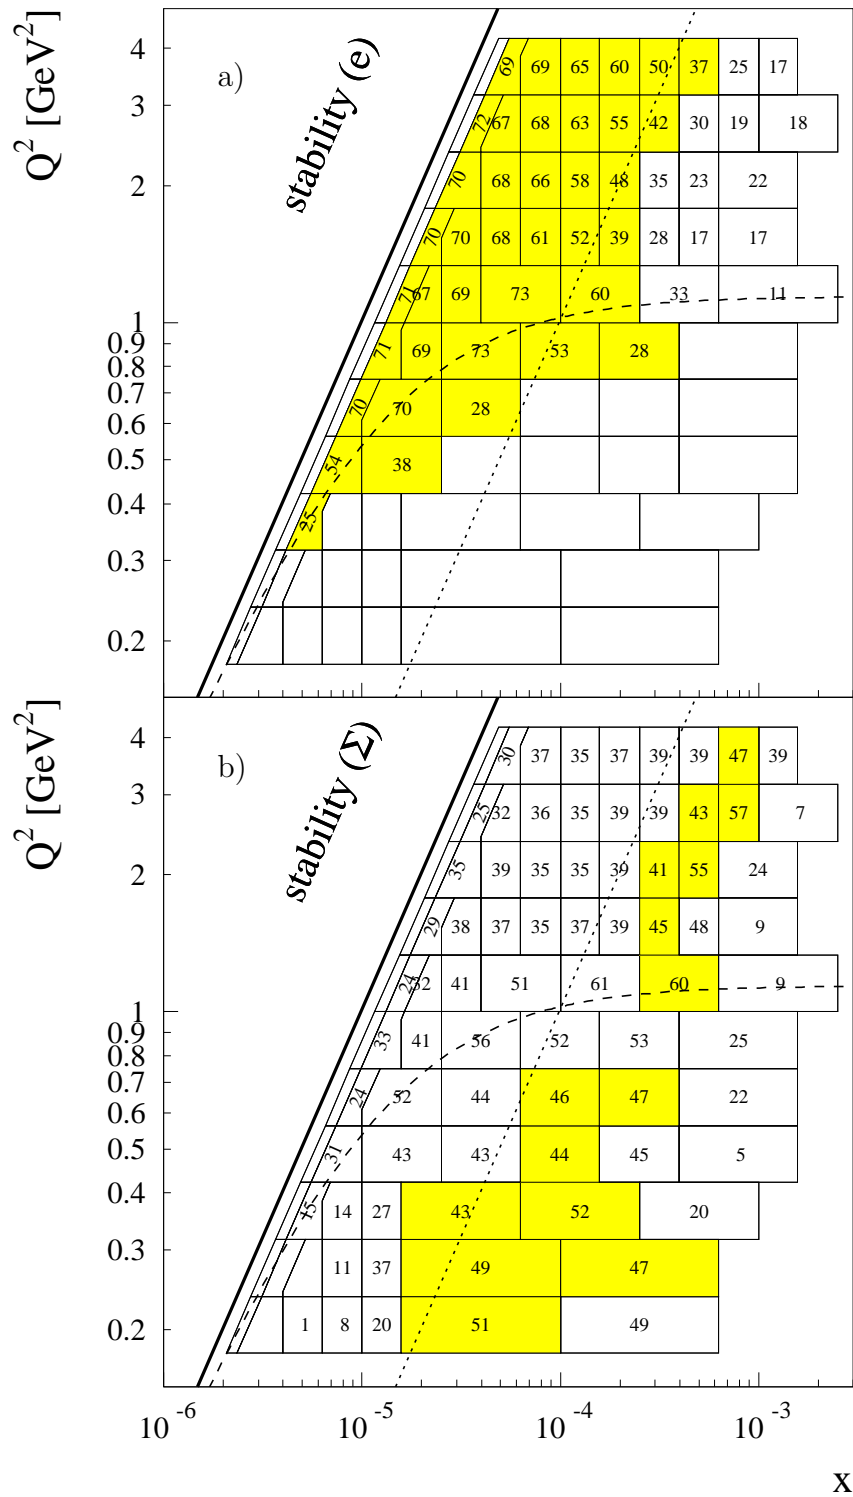 Q² [GeV²]
a)
stability (e)
4
69 69 65 60 50 37 25 17
3
72 67 68 63 55 42 30 19 18
2
70 68 66 58 48 35 23 22
70 70 68 61 52 39 28 17 17
71 67 69 73 60 33 11
1
0.9
71 69 73 53 28
0.8
0.7
70 70 28
0.6
0.5
54 38
0.4
25
0.3
0.2
Q² [GeV²]
b)
stability (Σ)
4
30 37 35 37 39 39 47 39
3
25 32 36 35 39 39 43 57 7
2
35 39 35 35 39 41 55 24
29 38 37 35 37 39 45 48 9
24 52 41 51 61 60 9
1
0.9
33 41 56 52 53 25
0.8
0.7
24 52 44 46 47 22
0.6
0.5
31 43 43 44 45 5
0.4
15 14 27 43 52 20
0.3
11 37 49 47
0.2
1 8 20 51 49
10⁻⁶ 10⁻⁵ 10⁻⁴ 10⁻³
x